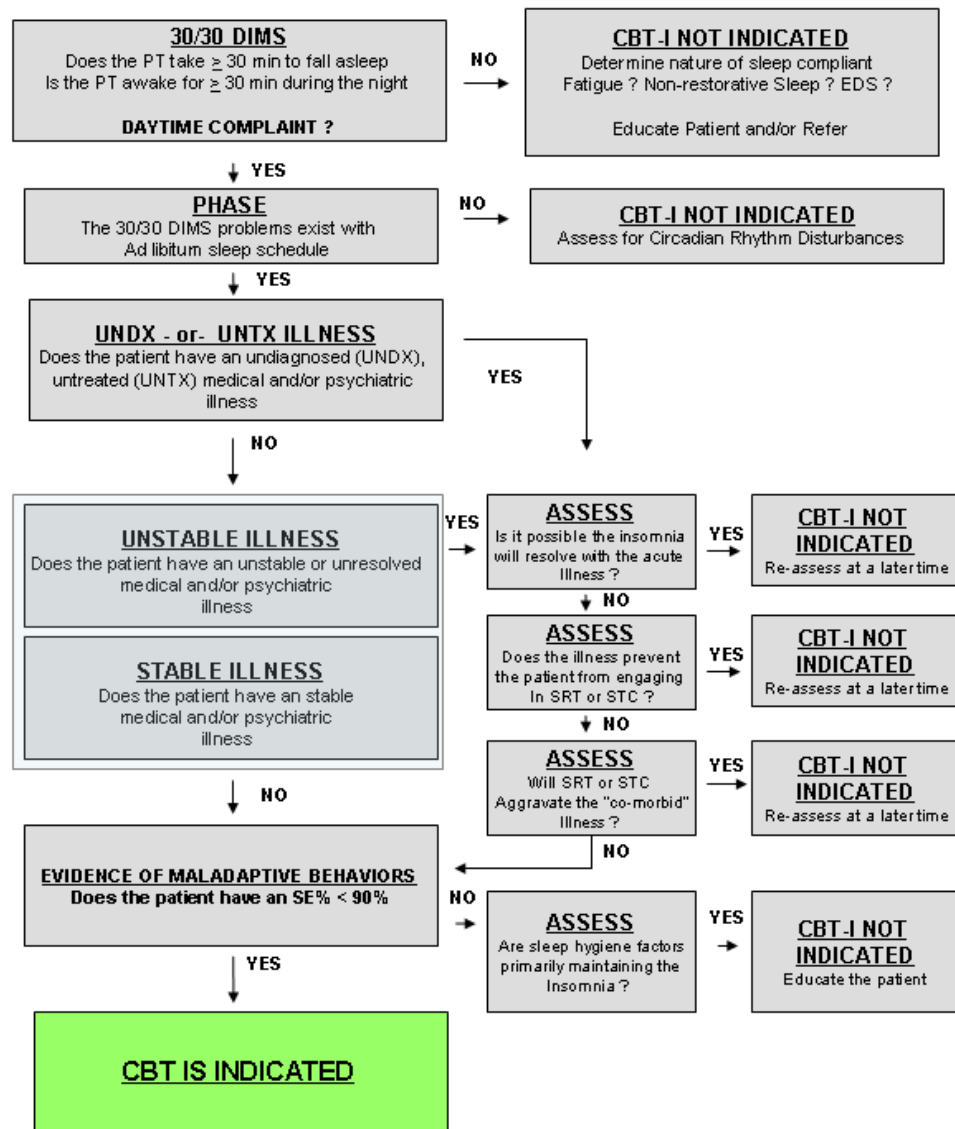 30/30 DIMS
Does the PT take ≥ 30 min to fall asleep
Is the PT awake for ≥ 30 min during the night
DAYTIME COMPLAINT ?
NO
CBT-I NOT INDICATED
Determine nature of sleep compliant
Fatigue ? Non-restorative Sleep ? EDS ?
Educate Patient and/or Refer
YES
PHASE
The 30/30 DIMS problems exist with
Ad libitum sleep schedule
NO
CBT-I NOT INDICATED
Assess for Circadian Rhythm Disturbances
YES
UNDX - or- UNTX ILLNESS
Does the patient have an undiagnosed (UNDX),
untreated (UNTX) medical and/or psychiatric
illness
YES
NO
UNSTABLE ILLNESS
Does the patient have an unstable or unresolved
medical and/or psychiatric
illness
YES
ASSESS
Is it possible the insomnia
will resolve with the acute
Illness ?
YES
CBT-I NOT
INDICATED
Re-assess at a later time
NO
STABLE ILLNESS
Does the patient have an stable
medical and/or psychiatric
illness
ASSESS
Does the illness prevent
the patient from engaging
In SRT or STC ?
YES
CBT-I NOT
INDICATED
Re-assess at a later time
NO
ASSESS
Will SRT or STC
Aggravate the "co-morbid"
Illness ?
YES
CBT-I NOT
INDICATED
Re-assess at a later time
NO
NO
EVIDENCE OF MALADAPTIVE BEHAVIORS
Does the patient have an SE% < 90%
NO
ASSESS
Are sleep hygiene factors
primarily maintaining the
Insomnia ?
YES
CBT-I NOT
INDICATED
Educate the patient
YES
CBT IS INDICATED